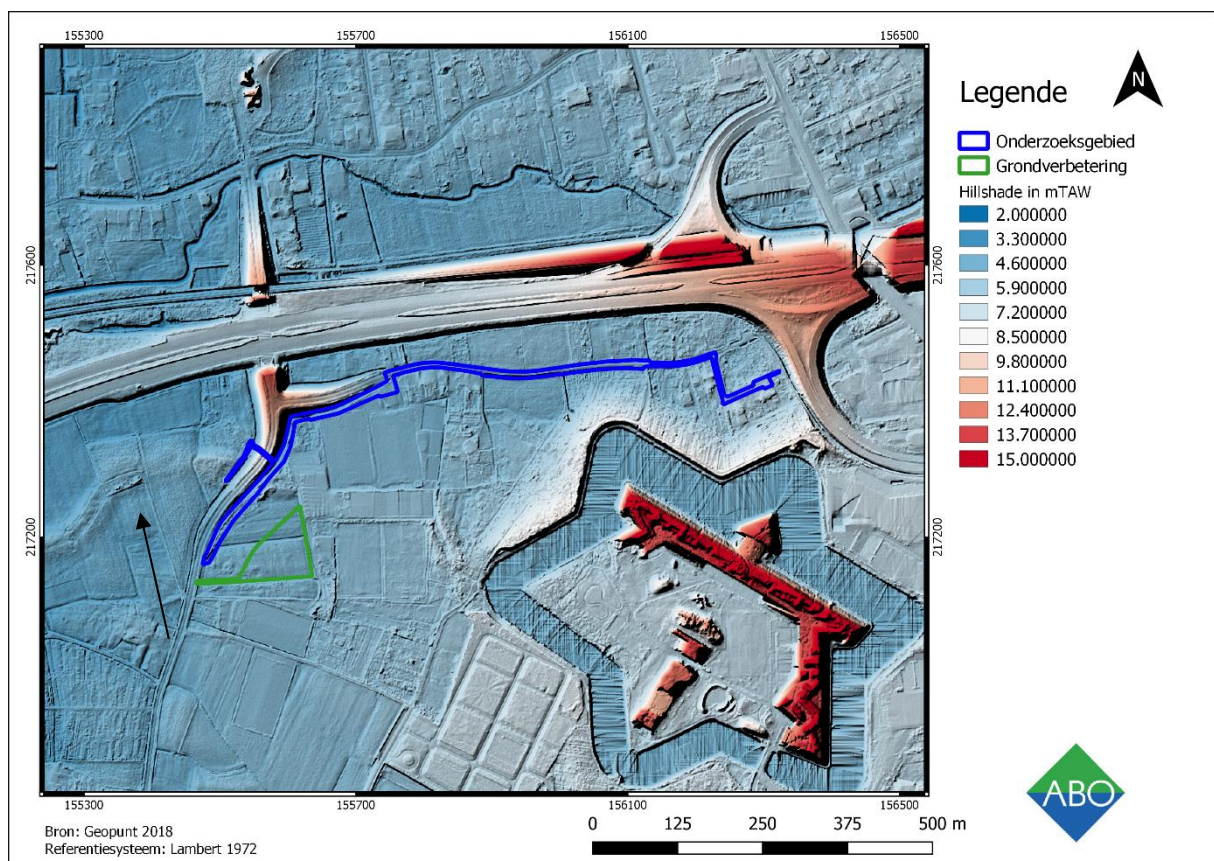 155300 155700 156100 156500
217600 217600
217200 217200
155300 155700 156100 156500
Legende
N
Onderzoeksgebied
Grondverbetering
Hillshade in mTAW
2.000000
3.300000
4.600000
5.900000
7.200000
8.500000
9.800000
11.100000
12.400000
13.700000
15.000000
ABO
Bron: Geopunt 2018
Referentiesysteem: Lambert 1972
0 125 250 375 500 m